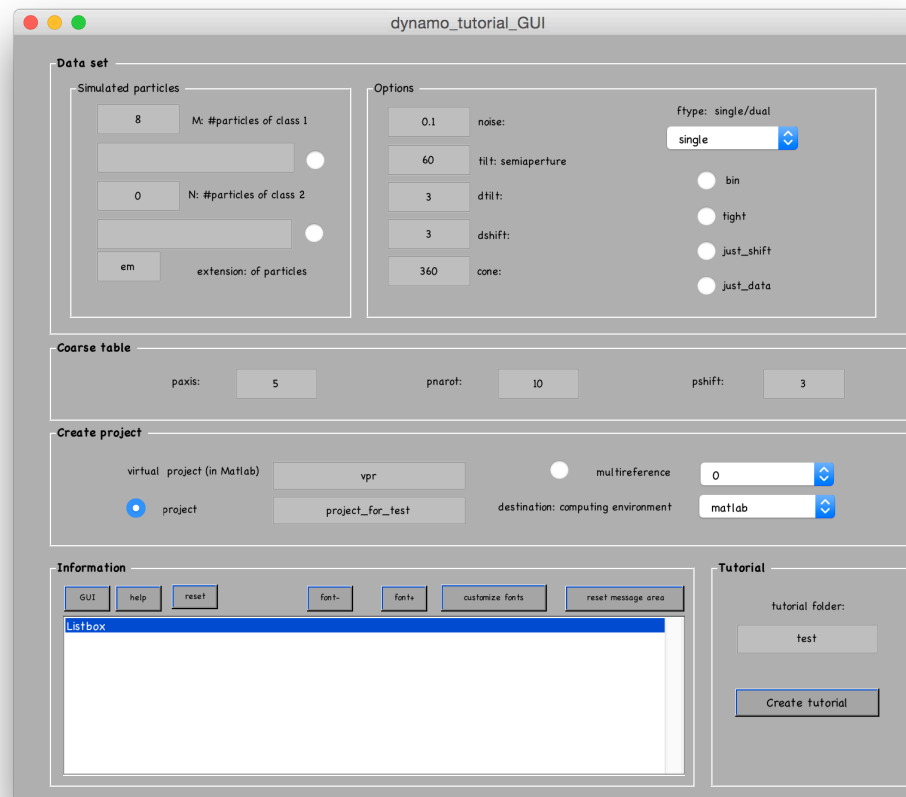 dynamo_tutorial_GUI
Data set
Simulated particles
8 M: #particles of class 1
0 N: #particles of class 2
em extension: of particles
Options
0.1 noise:
60 tilt: semiaperture
3 dtilt:
3 dshift:
360 cone:
ftype: single/dual
single
bin
tight
just_shift
just_data
Coarse table
paxis: 5 pnarot: 10 pshift: 3
Create project
virtual project (in Matlab) vpr multireference 0
project project_for_test destination: computing environment matlab
Information
GUI help reset font- font+ customize fonts reset message area
Listbox
Tutorial
tutorial folder:
test
Create tutorial